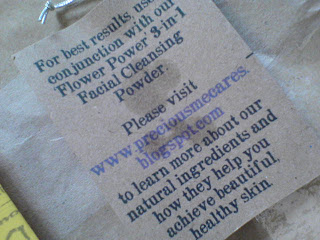 For best results, use
conjunction with our
Flower Power 3-in-1
Facial Cleansing
Powder.
Please visit
www.preciousmecares.
blogspot.com
to learn more about our
natural ingredients and
how they help you
achieve beautiful,
healthy skin.